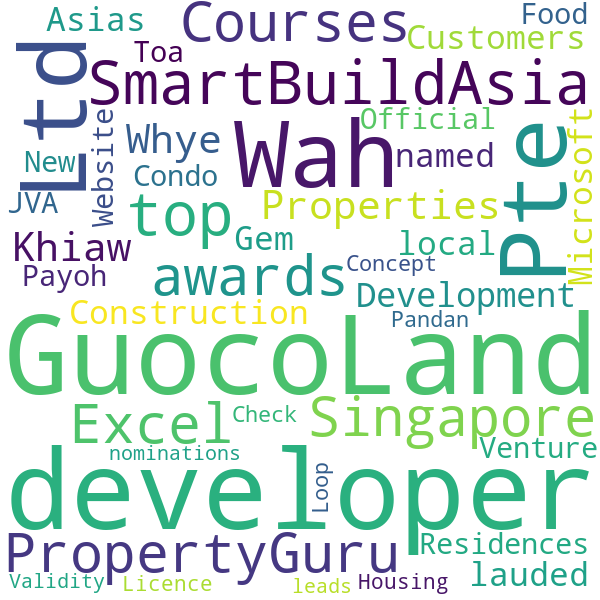 Asias
Courses
Food
Customers
Toa
Ltd
SmartBuildAsia
Website
Whye
Wah
Official
named
Pte
Microsoft
New
Condo
JVA
top
Properties
Khiaw
Gem
local
Payoh
awards
Concept
Development
Construction
Pandan
GuocoLand
Excel
Check
Singapore
nominations
Venture
developer
Loop
PropertyGuru
Residences
lauded
Validity
Licence
leads
Housing